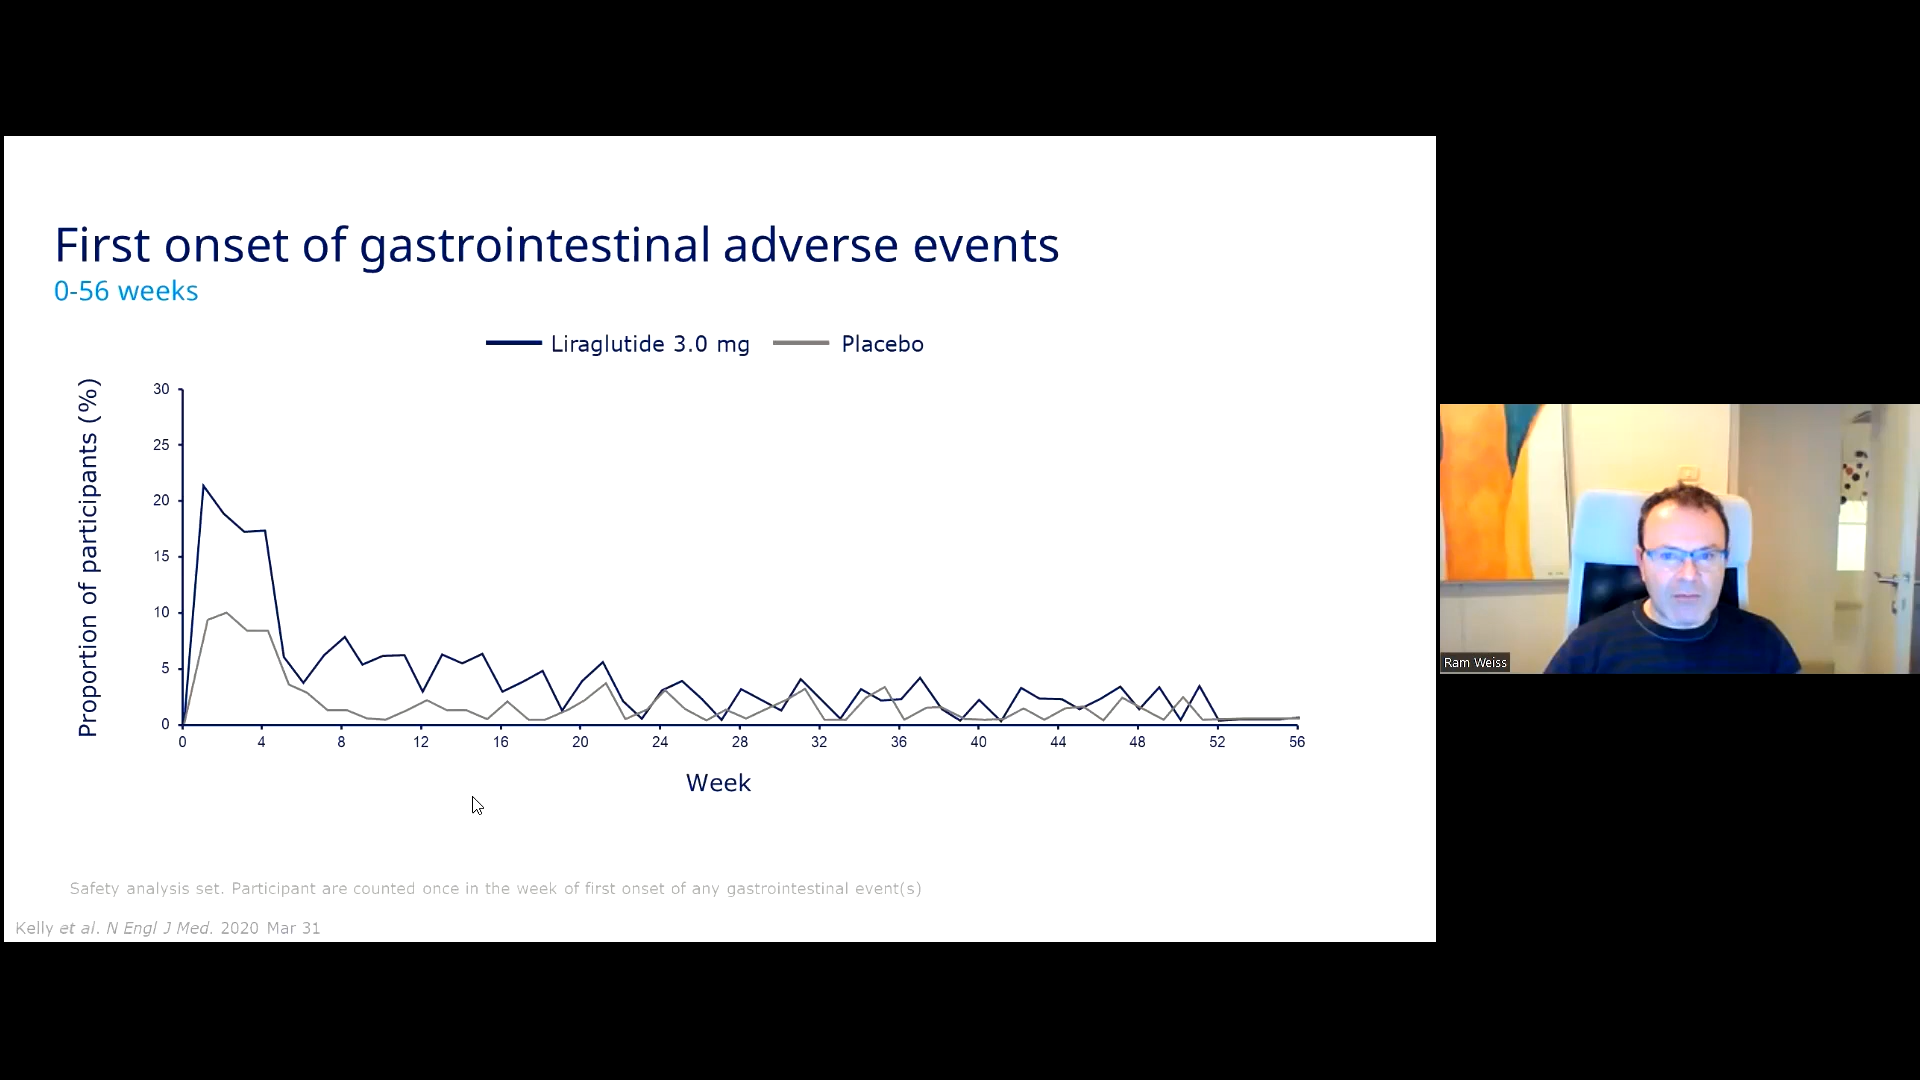 First onset of gastrointestinal adverse events
0-56 weeks
Liraglutide 3.0 mg
Placebo
Proportion of participants (%)
30
25
20
15
10
5
0
0 4 8 12 16 20 24 28 32 36 40 44 48 52 56
Week
Safety analysis set. Participant are counted once in the week of first onset of any gastrointestinal event(s)
Kelly et al. N Engl J Med. 2020 Mar 31
Ram Weiss